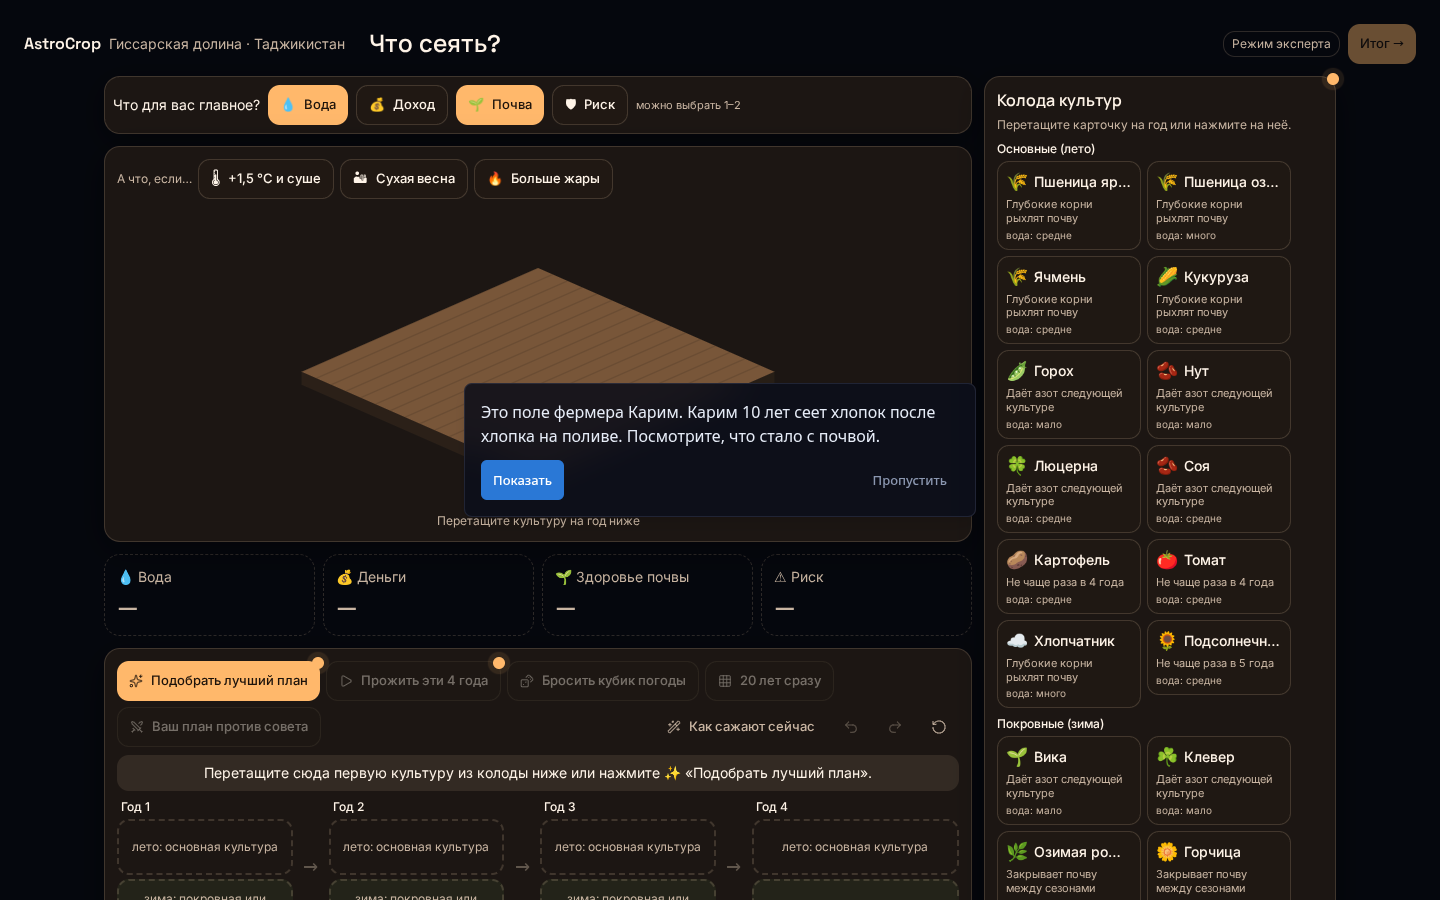 AstroCrop Гиссарская долина · Таджикистан
Что сеять?
Режим эксперта
Итог →
Что для вас главное?
Вода
Доход
Почва
Риск
можно выбрать 1–2
А что, если...
+1,5 °C и суше
Сухая весна
Больше жары
Это поле фермера Карим. Карим 10 лет сеет хлопок после
хлопка на поливе. Посмотрите, что стало с почвой.
Показать
Пропустить
Перетащите культуру на год ниже
Вода
—
Деньги
—
Здоровье почвы
—
Риск
—
Подобрать лучший план
Прожить эти 4 года
Бросить кубик погоды
20 лет сразу
Ваш план против совета
Как сажают сейчас
Перетащите сюда первую культуру из колоды ниже или нажмите ✨ «Подобрать лучший план».
Год 1
Год 2
Год 3
Год 4
лето: основная культура
→
лето: основная культура
→
лето: основная культура
→
лето: основная культура
зима: покровная или
зима: покровная или
зима: покровная или
Колода культур
Перетащите карточку на год или нажмите на неё.
Основные (лето)
Пшеница яр...
Глубокие корни
рыхлят почву
вода: средне
Пшеница оз...
Глубокие корни
рыхлят почву
вода: много
Ячмень
Глубокие корни
рыхлят почву
вода: средне
Кукуруза
Глубокие корни
рыхлят почву
вода: средне
Горох
Даёт азот следующей
культуре
вода: мало
Нут
Даёт азот следующей
культуре
вода: мало
Люцерна
Даёт азот следующей
культуре
вода: средне
Соя
Даёт азот следующей
культуре
вода: средне
Картофель
Не чаще раза в 4 года
вода: средне
Томат
Не чаще раза в 4 года
вода: средне
Хлопчатник
Глубокие корни
рыхлят почву
вода: много
Подсолнечн...
Не чаще раза в 5 года
вода: средне
Покровные (зима)
Вика
Даёт азот следующей
культуре
вода: мало
Клевер
Даёт азот следующей
культуре
вода: мало
Озимая ро...
Закрывает почву
между сезонами
Горчица
Закрывает почву
между сезонами